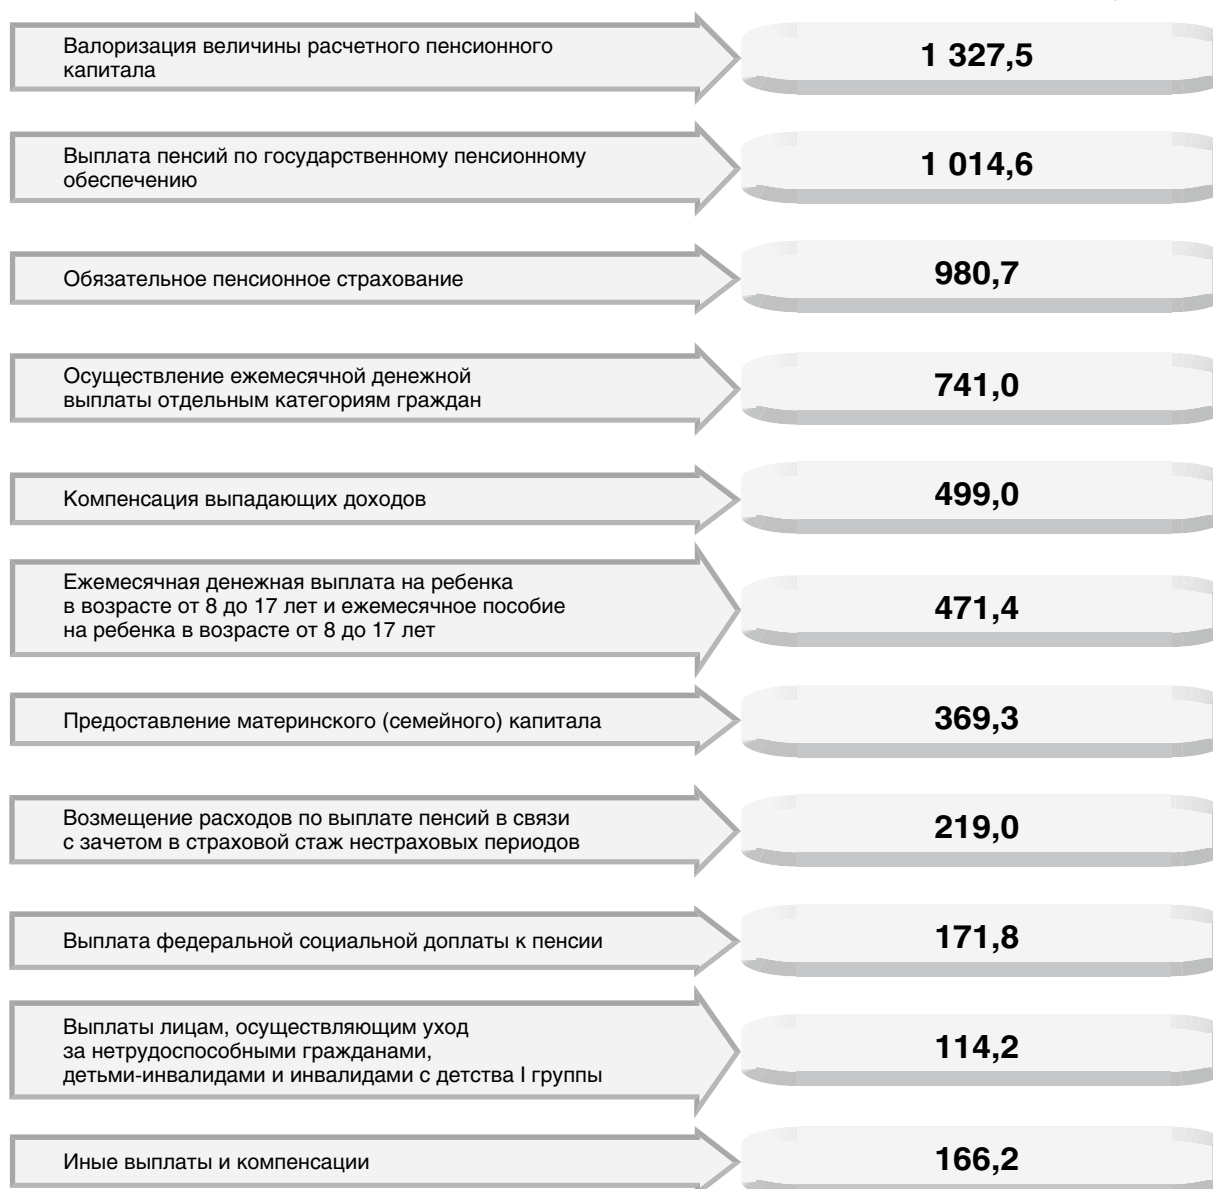 Валоризация величины расчетного пенсионного
капитала
1 327,5
Выплата пенсий по государственному пенсионному
обеспечению
1 014,6
Обязательное пенсионное страхование
980,7
Осуществление ежемесячной денежной
выплаты отдельным категориям граждан
741,0
Компенсация выпадающих доходов
499,0
Ежемесячная денежная выплата на ребенка
в возрасте от 8 до 17 лет и ежемесячное пособие
на ребенка в возрасте от 8 до 17 лет
471,4
Предоставление материнского (семейного) капитала
369,3
Возмещение расходов по выплате пенсий в связи
с зачетом в страховой стаж нестраховых периодов
219,0
Выплата федеральной социальной доплаты к пенсии
171,8
Выплаты лицам, осуществляющим уход
за нетрудоспособными гражданами,
детьми-инвалидами и инвалидами с детства I группы
114,2
Иные выплаты и компенсации
166,2